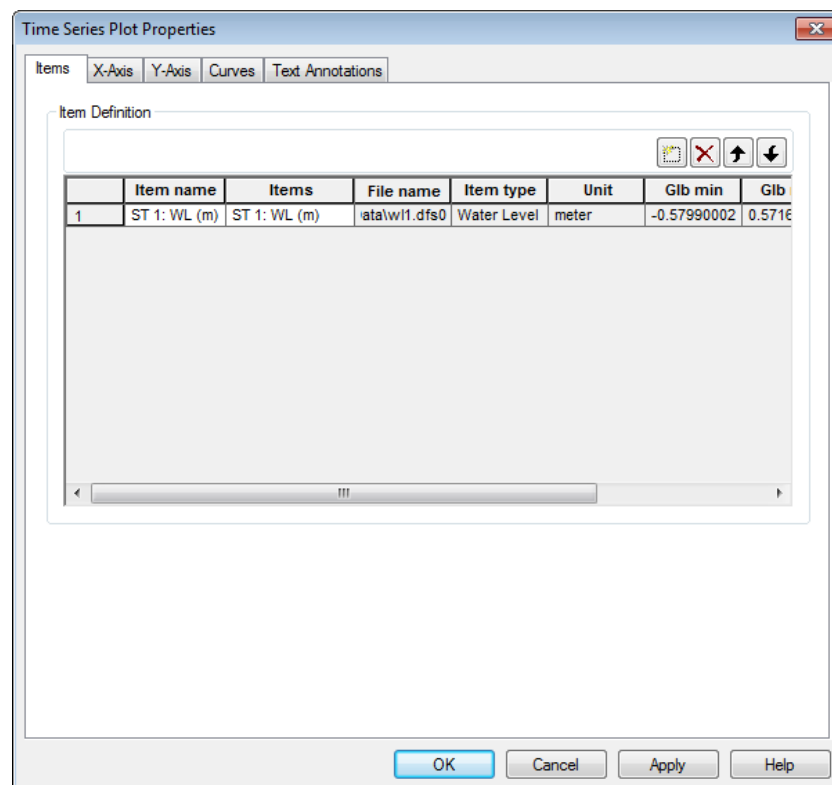 Time Series Plot Properties
Items X-Axis Y-Axis Curves Text Annotations
Item Definition
Item name Items File name Item type Unit Glb min Glb
1 ST 1: WL (m) ST 1: WL (m) ata\wl1.dfs0 Water Level meter -0.57990002 0.5716
OK Cancel Apply Help